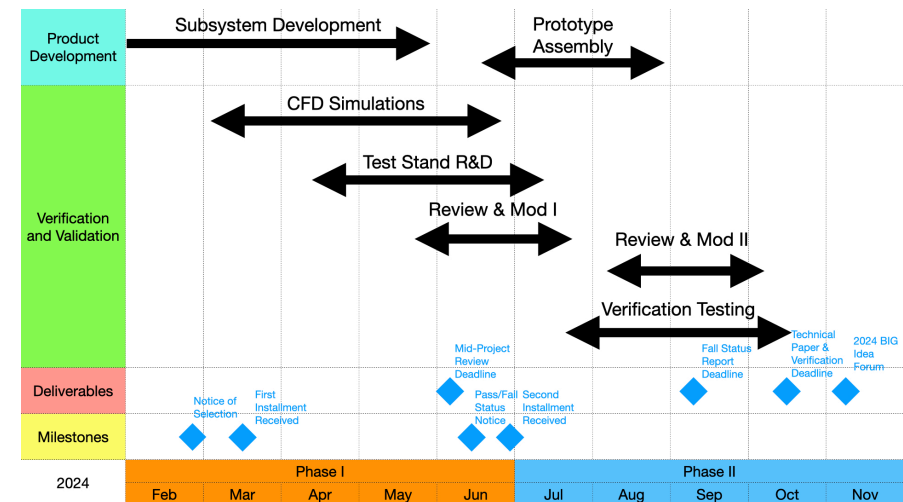 Product
Development
Subsystem Development
Prototype
Assembly
Verification
and Validation
CFD Simulations
Test Stand R&D
Review & Mod I
Review & Mod II
Verification Testing
Deliverables
Mid-Project
Review
Deadline
Fall Status
Report
Deadline
Technical
Paper &
Verification
Deadline
2024 BIG
Idea
Forum
Milestones
Notice of
Selection
First
Installment
Received
Pass/Fail
Status
Notice
Second
Installment
Received
2024
Phase I
Phase II
Feb
Mar
Apr
May
Jun
Jul
Aug
Sep
Oct
Nov